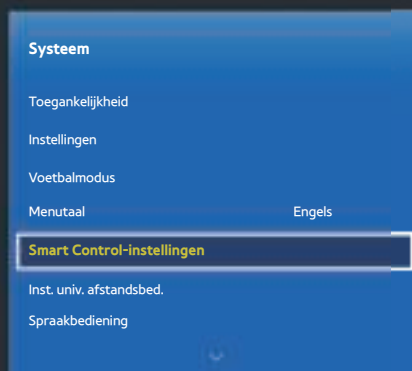 Systeem
Toegankelijkheid
Instellingen
Voetbalmodus
Menutaal Engels
Smart Control-instellingen
Inst. univ. afstandsbed.
Spraakbediening